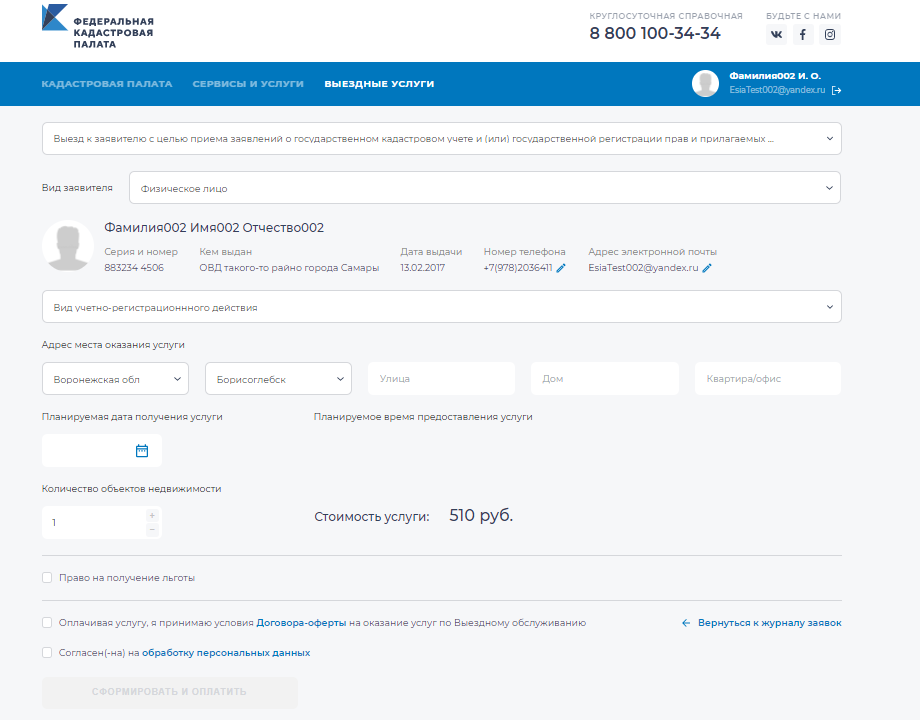 ФЕДЕРАЛЬНАЯ
КАДАСТРОВАЯ
ПАЛАТА
КРУГЛОСУТОЧНАЯ СПРАВОЧНАЯ
8 800 100-34-34
БУДЬТЕ С НАМИ
КАДАСТРОВАЯ ПАЛАТА СЕРВИСЫ И УСЛУГИ ВЫЕЗДНЫЕ УСЛУГИ
Фамилия002 И. О.
EsiaTest002@yandex.ru
Выезд к заявителю с целью приема заявлений о государственном кадастровом учете и (или) государственной регистрации прав и прилагаемых ...
Вид заявителя Физическое лицо
Фамилия002 Имя002 Отчество002
Серия и номер Кем выдан Дата выдачи Номер телефона Адрес электронной почты
883234 4506 ОВД такого-то райно города Самары 13.02.2017 +7(978)2036411 EsiaTest002@yandex.ru
Вид учетно-регистрационнного действия
Адрес места оказания услуги
Воронежская обл Борисоглебск Улица Дом Квартира/офис
Планируемая дата получения услуги Планируемое время предоставления услуги
Количество объектов недвижимости
1 + − Стоимость услуги: 510 руб.
Право на получение льготы
Оплачивая услугу, я принимаю условия Договора-оферты на оказание услуг по Выездному обслуживанию ← Вернуться к журналу заявок
Согласен(-на) на обработку персональных данных
СФОРМИРОВАТЬ И ОПЛАТИТЬ